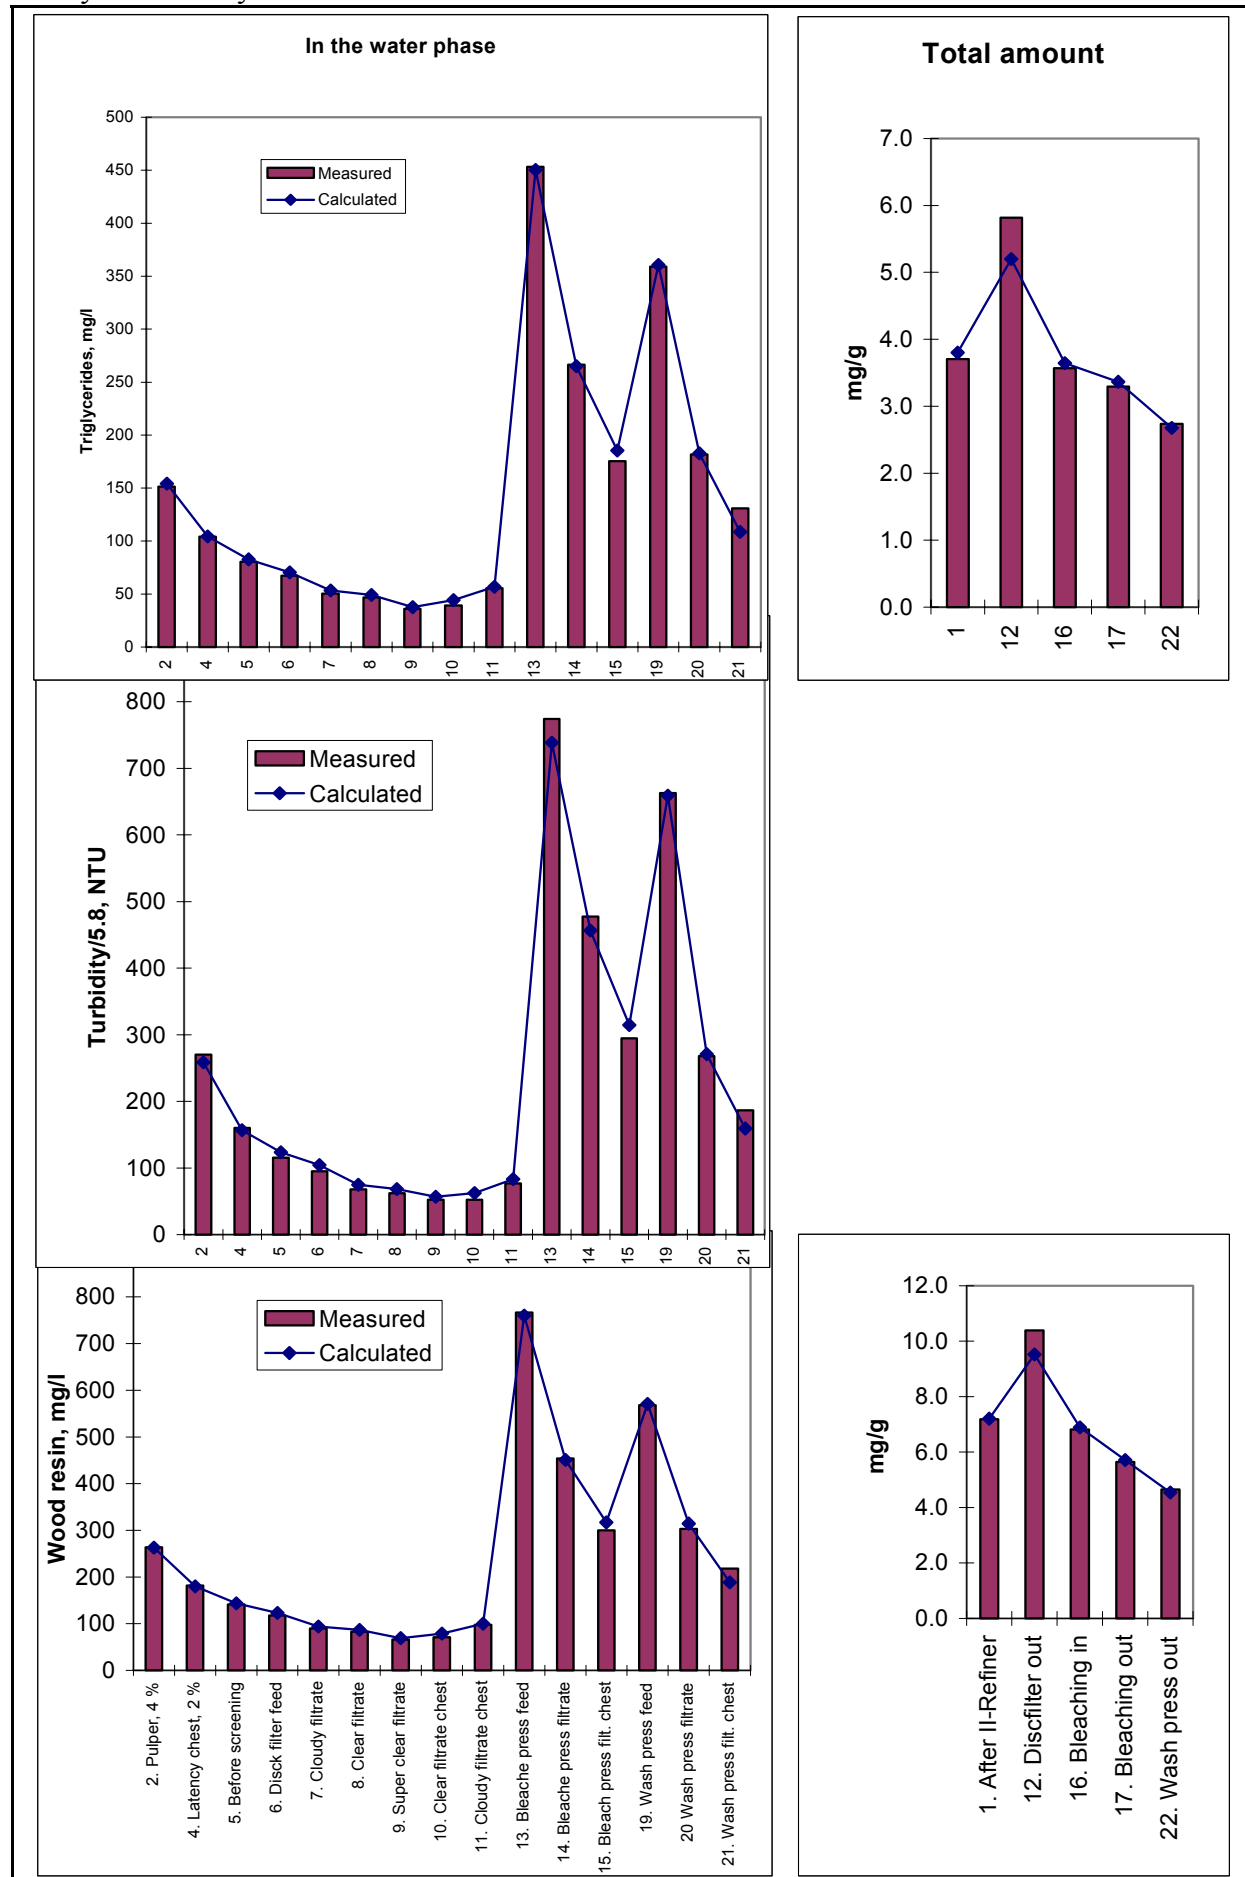 In the water phase
500
450
400
350
300
250
200
150
100
50
0
Triglycerides, mg/l
Measured
Calculated
2
4
5
6
7
8
9
10
11
13
14
15
19
20
21
Total amount
7.0
6.0
5.0
4.0
3.0
2.0
1.0
0.0
mg/g
1
12
16
17
22
800
700
600
500
400
300
200
100
0
Turbidity/5.8, NTU
Measured
Calculated
2
4
5
6
7
8
9
10
11
13
14
15
19
20
21
800
700
600
500
400
300
200
100
0
Wood resin, mg/l
Measured
Calculated
2. Pulper, 4 %
4. Latency chest, 2 %
5. Before screening
6. Disck filter feed
7. Cloudy filtrate
8. Clear filtrate
9. Super clear filtrate
10. Clear filtrate chest
11. Cloudy filtrate chest
13. Bleache press feed
14. Bleache press filtrate
15. Bleach press filt. chest
19. Wash press feed
20 Wash press filtrate
21. Wash press filt. chest
12.0
10.0
8.0
6.0
4.0
2.0
0.0
mg/g
1. After II-Refiner
12. Discfilter out
16. Bleaching in
17. Bleaching out
22. Wash press out